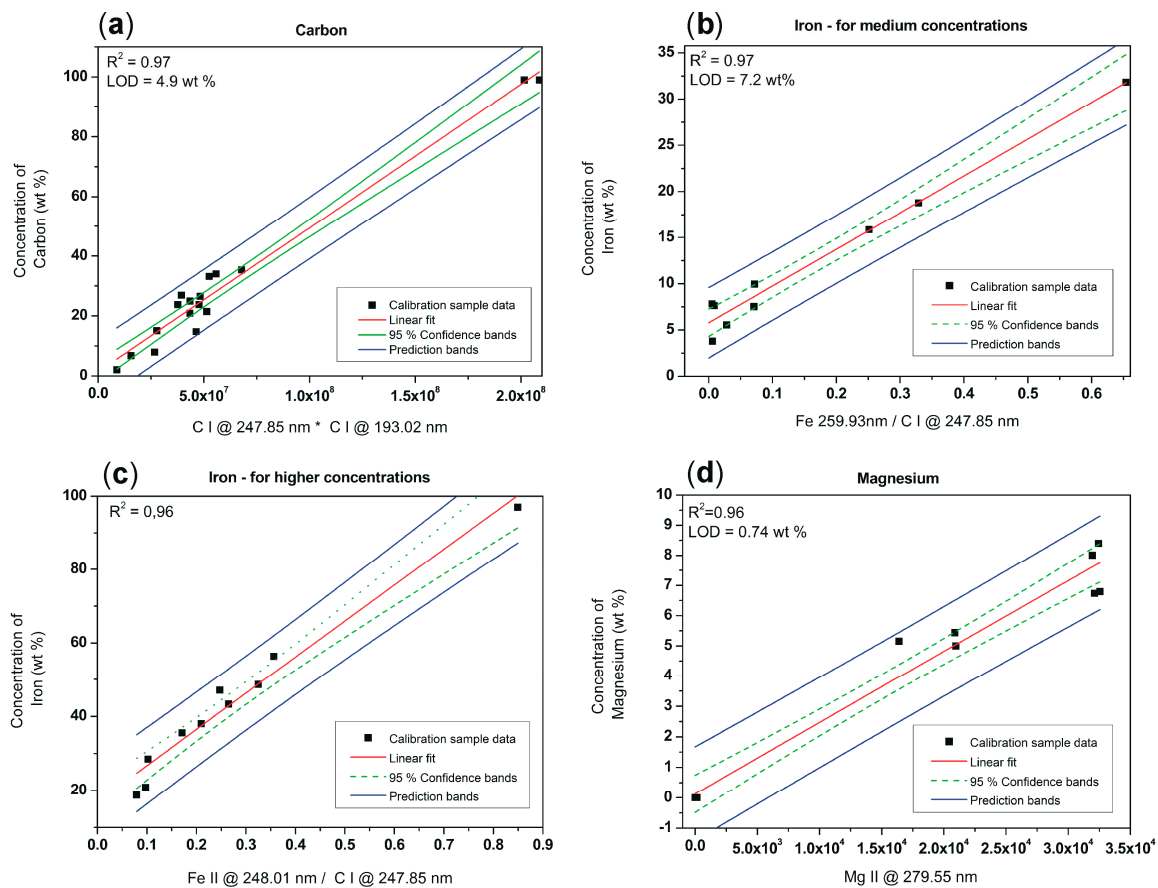 (a)
Carbon
R² = 0.97
LOD = 4.9 wt %
100
80
60
40
20
0
Concentration of
Carbon (wt %)
Calibration sample data
Linear fit
95 % Confidence bands
Prediction bands
0.0 5.0x10⁷ 1.0x10⁸ 1.5x10⁸ 2.0x10⁸
C I @ 247.85 nm * C I @ 193.02 nm
(b)
Iron - for medium concentrations
R² = 0.97
LOD = 7.2 wt%
35
30
25
20
15
10
5
0
Concentration of
Iron (wt %)
Calibration sample data
Linear fit
95 % Confidence bands
Prediction bands
0.0 0.1 0.2 0.3 0.4 0.5 0.6
Fe 259.93nm / C I @ 247.85 nm
(c)
Iron - for higher concentrations
R² = 0,96
100
80
60
40
20
Concentration of
Iron (wt %)
Calibration sample data
Linear fit
95 % Confidence bands
Prediction bands
0.0 0.1 0.2 0.3 0.4 0.5 0.6 0.7 0.8 0.9
Fe II @ 248.01 nm / C I @ 247.85 nm
(d)
Magnesium
R²=0.96
LOD = 0.74 wt %
10
9
8
7
6
5
4
3
2
1
0
-1
Concentration of
Magnesium (wt %)
Calibration sample data
Linear fit
95 % Confidence bands
Prediction bands
0.0 5.0x10³ 1.0x10⁴ 1.5x10⁴ 2.0x10⁴ 2.5x10⁴ 3.0x10⁴ 3.5x10⁴
Mg II @ 279.55 nm